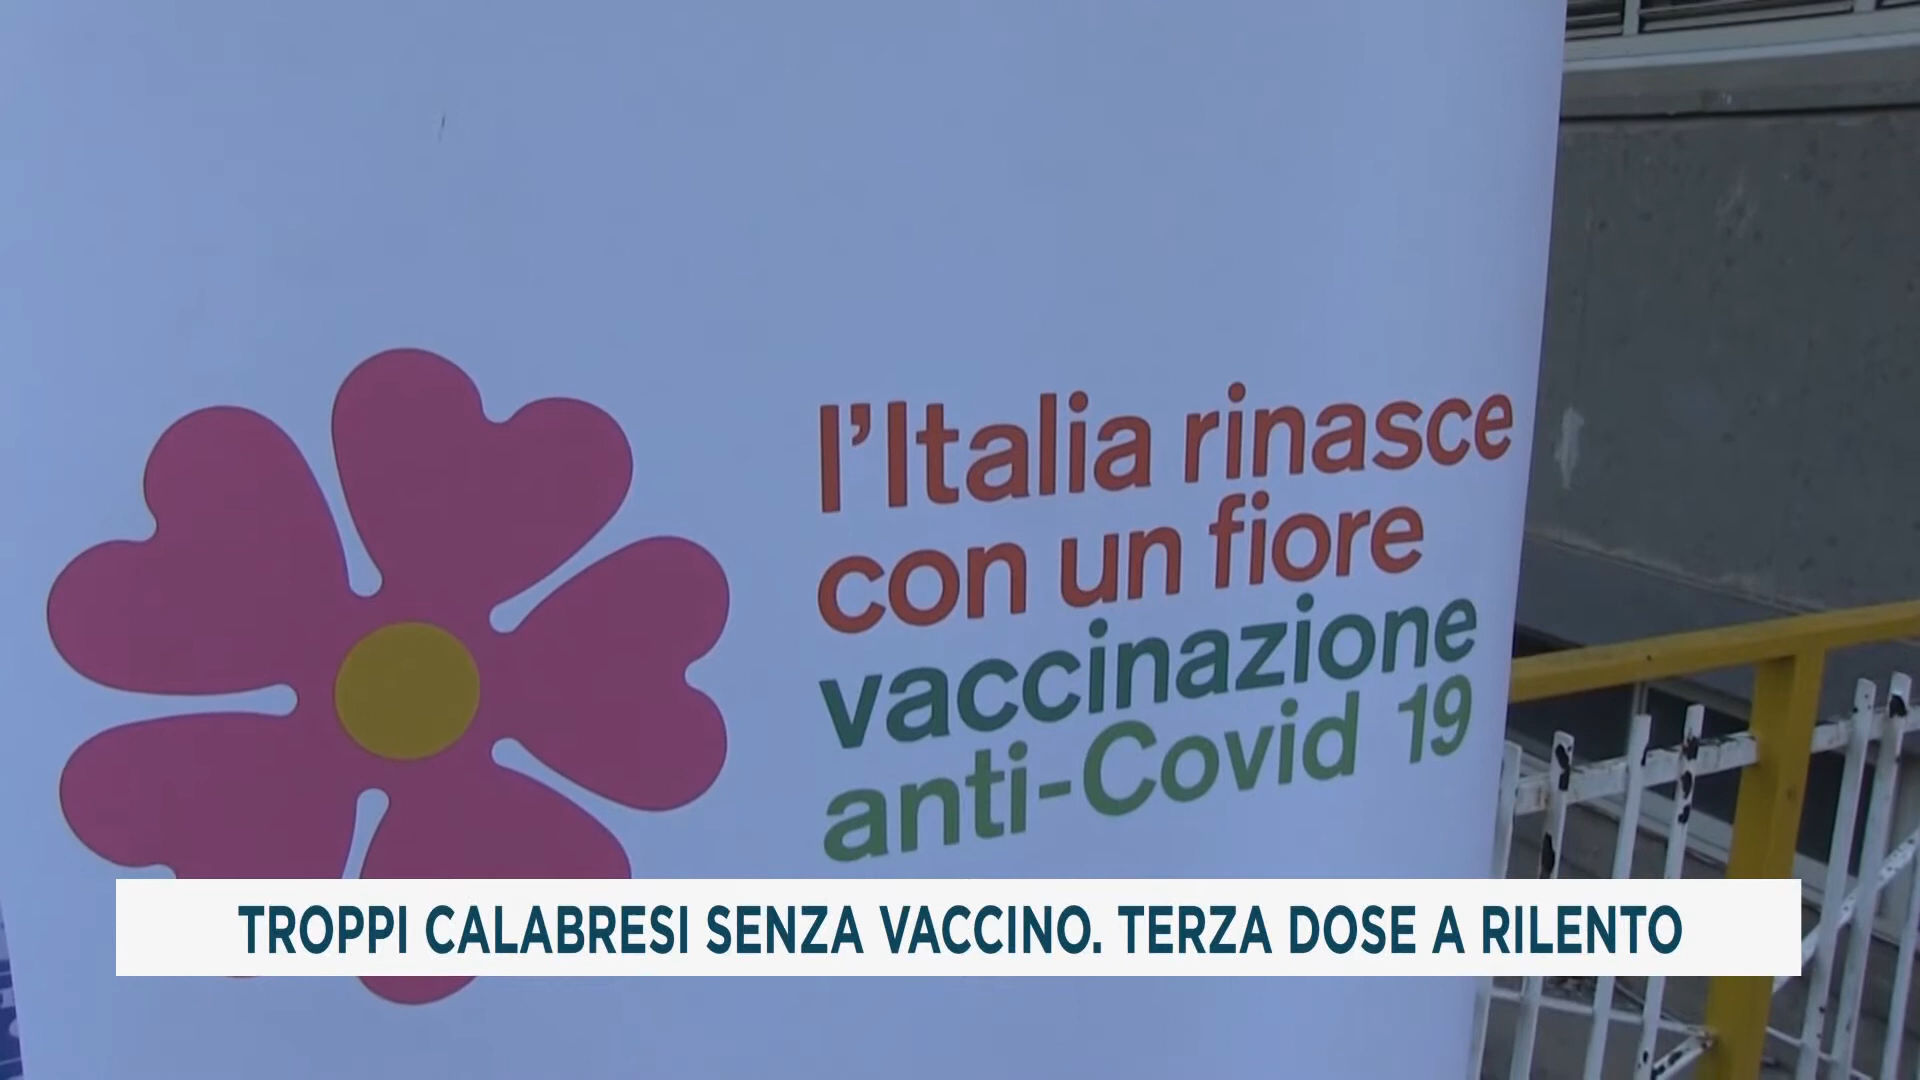 l'Italia rinasce
con un fiore
vaccinazione
anti-Covid 19
TROPPI CALABRESI SENZA VACCINO. TERZA DOSE A RILENTO